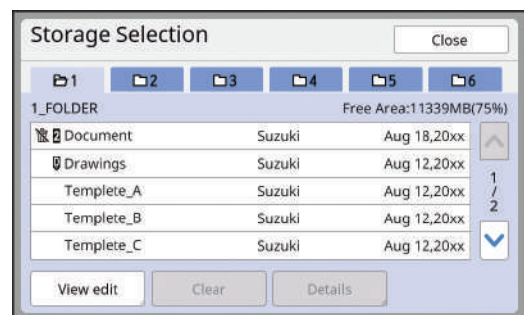 Storage Selection
Close
1 2 3 4 5 6
1_FOLDER Free Area:11339MB(75%)
2 Document Suzuki Aug 18,20xx
Drawings Suzuki Aug 12,20xx
Templete_A Suzuki Aug 12,20xx
Templete_B Suzuki Aug 12,20xx
Templete_C Suzuki Aug 12,20xx
1
/
2
View edit Clear Details